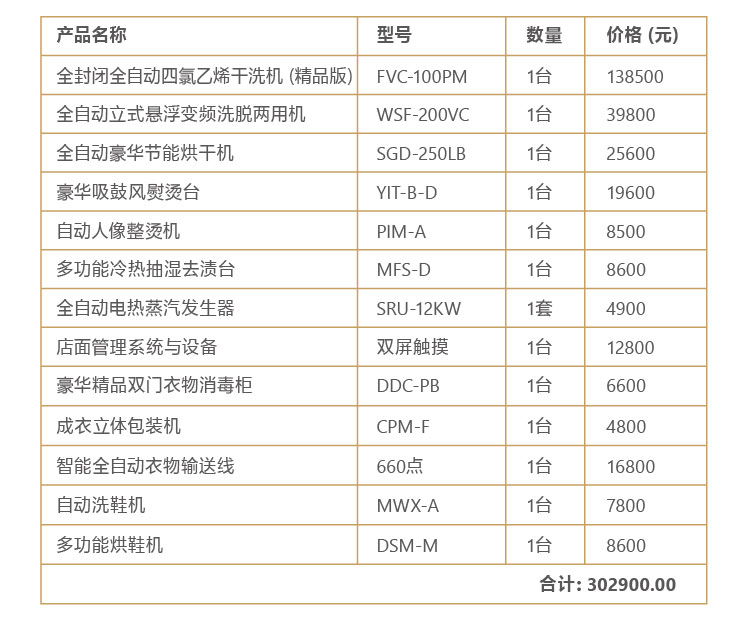 产品名称 型号 数量 价格 (元)
全封闭全自动四氯乙烯干洗机 (精品版) FVC-100PM 1台 138500
全自动立式悬浮变频洗脱两用机 WSF-200VC 1台 39800
全自动豪华节能烘干机 SGD-250LB 1台 25600
豪华吸鼓风熨烫台 YIT-B-D 1台 19600
自动人像整烫机 PIM-A 1台 8500
多功能冷热抽湿去渍台 MFS-D 1台 8600
全自动电热蒸汽发生器 SRU-12KW 1套 4900
店面管理系统与设备 双屏触摸 1台 12800
豪华精品双门衣物消毒柜 DDC-PB 1台 6600
成衣立体包装机 CPM-F 1台 4800
智能全自动衣物输送线 660点 1台 16800
自动洗鞋机 MWX-A 1台 7800
多功能烘鞋机 DSM-M 1台 8600
合计: 302900.00